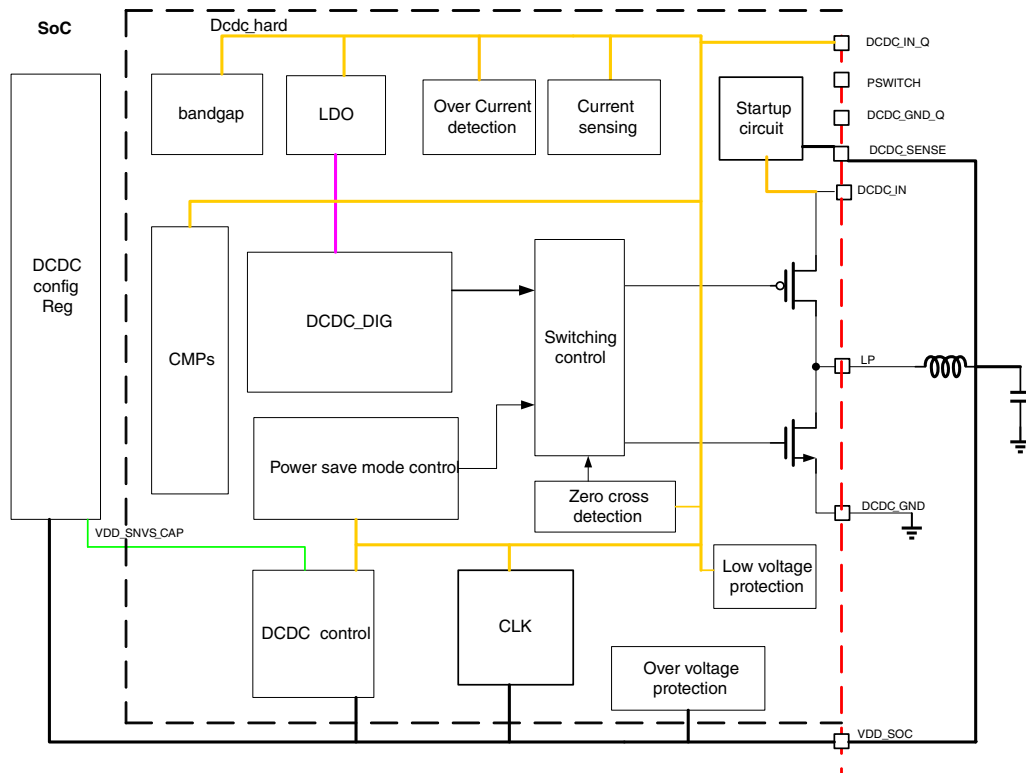 SoC
Dcdc_hard
DCDC_IN_Q
PSWITCH
DCDC_GND_Q
DCDC_SENSE
DCDC_IN
bandgap
LDO
Over Current
detection
Current
sensing
Startup
circuit
DCDC
config
Reg
CMPs
DCDC_DIG
Switching
control
LP
Power save mode control
Zero cross
detection
DCDC_GND
VDD_SNVS_CAP
DCDC control
CLK
Low voltage
protection
Over voltage
protection
VDD_SOC